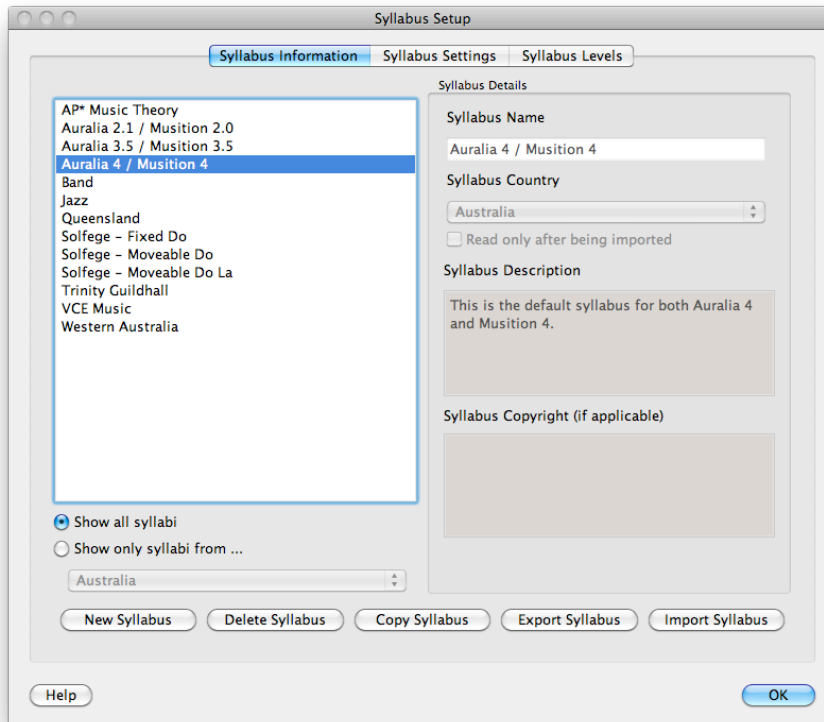 Syllabus Setup
Syllabus Information
Syllabus Settings
Syllabus Levels
AP* Music Theory
Auralia 2.1 / Musition 2.0
Auralia 3.5 / Musition 3.5
Auralia 4 / Musition 4
Band
Jazz
Queensland
Solfege – Fixed Do
Solfege – Moveable Do
Solfege – Moveable Do La
Trinity Guildhall
VCE Music
Western Australia
Show all syllabi
Show only syllabi from ...
Australia
Syllabus Details
Syllabus Name
Auralia 4 / Musition 4
Syllabus Country
Australia
Read only after being imported
Syllabus Description
This is the default syllabus for both Auralia 4
and Musition 4.
Syllabus Copyright (if applicable)
New Syllabus
Delete Syllabus
Copy Syllabus
Export Syllabus
Import Syllabus
Help
OK